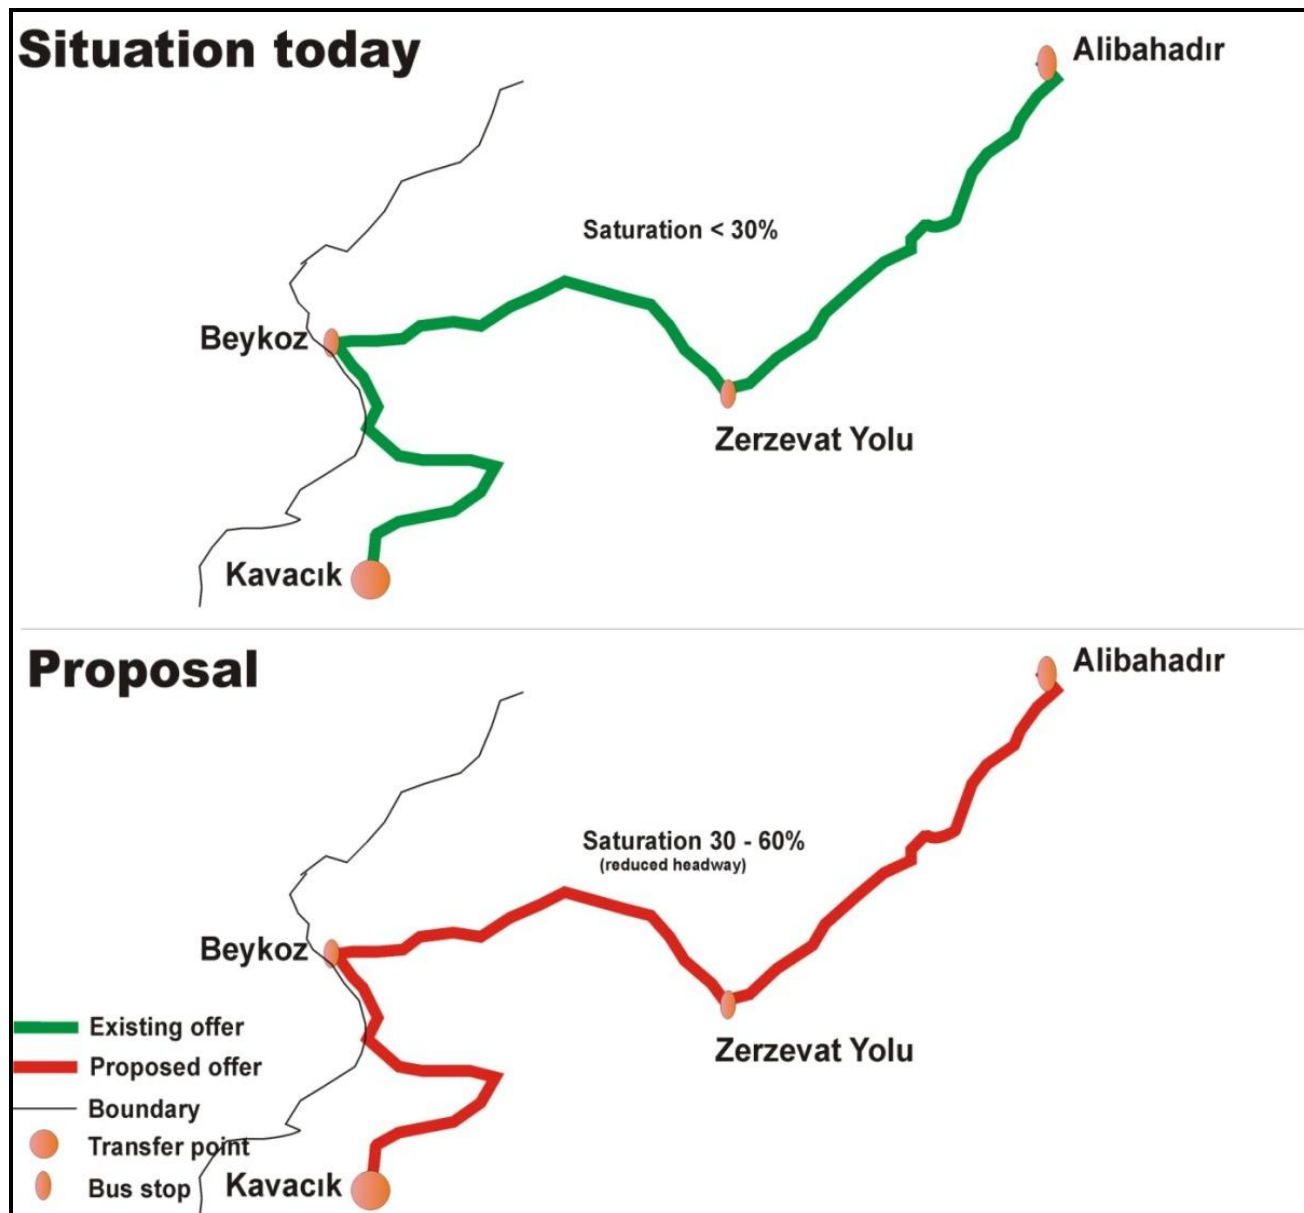 Situation today
Alibahadır
Saturation < 30%
Beykoz
Zerzevat Yolu
Kavacık
Proposal
Alibahadır
Saturation 30 - 60%
(reduced headway)
Beykoz
Existing offer
Zerzevat Yolu
Proposed offer
Boundary
Transfer point
Bus stop
Kavacık